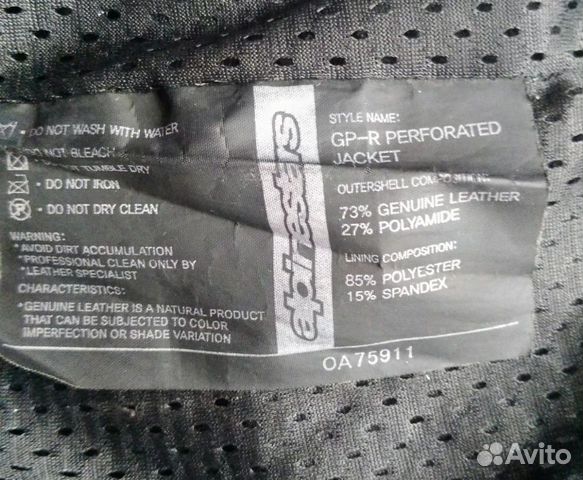 - DO NOT WASH WITH WATER
DO NOT BLEACH
DO NOT TUMBLE DRY
- DO NOT IRON
- DO NOT DRY CLEAN
WARNING:
*AVOID DIRT ACCUMULATION
*PROFESSIONAL CLEAN ONLY BY
*LEATHER SPECIALIST
CHARACTERISTICS:
*GENUINE LEATHER IS A NATURAL PRODUCT
THAT CAN BE SUBJECTED TO COLOR
IMPERFECTION OR SHADE VARIATION
alpinestars
STYLE NAME:
GP-R PERFORATED
JACKET
OUTERSHELL COMPOSITION:
73% GENUINE LEATHER
27% POLYAMIDE
LINING COMPOSITION:
85% POLYESTER
15% SPANDEX
OA75911
Avito